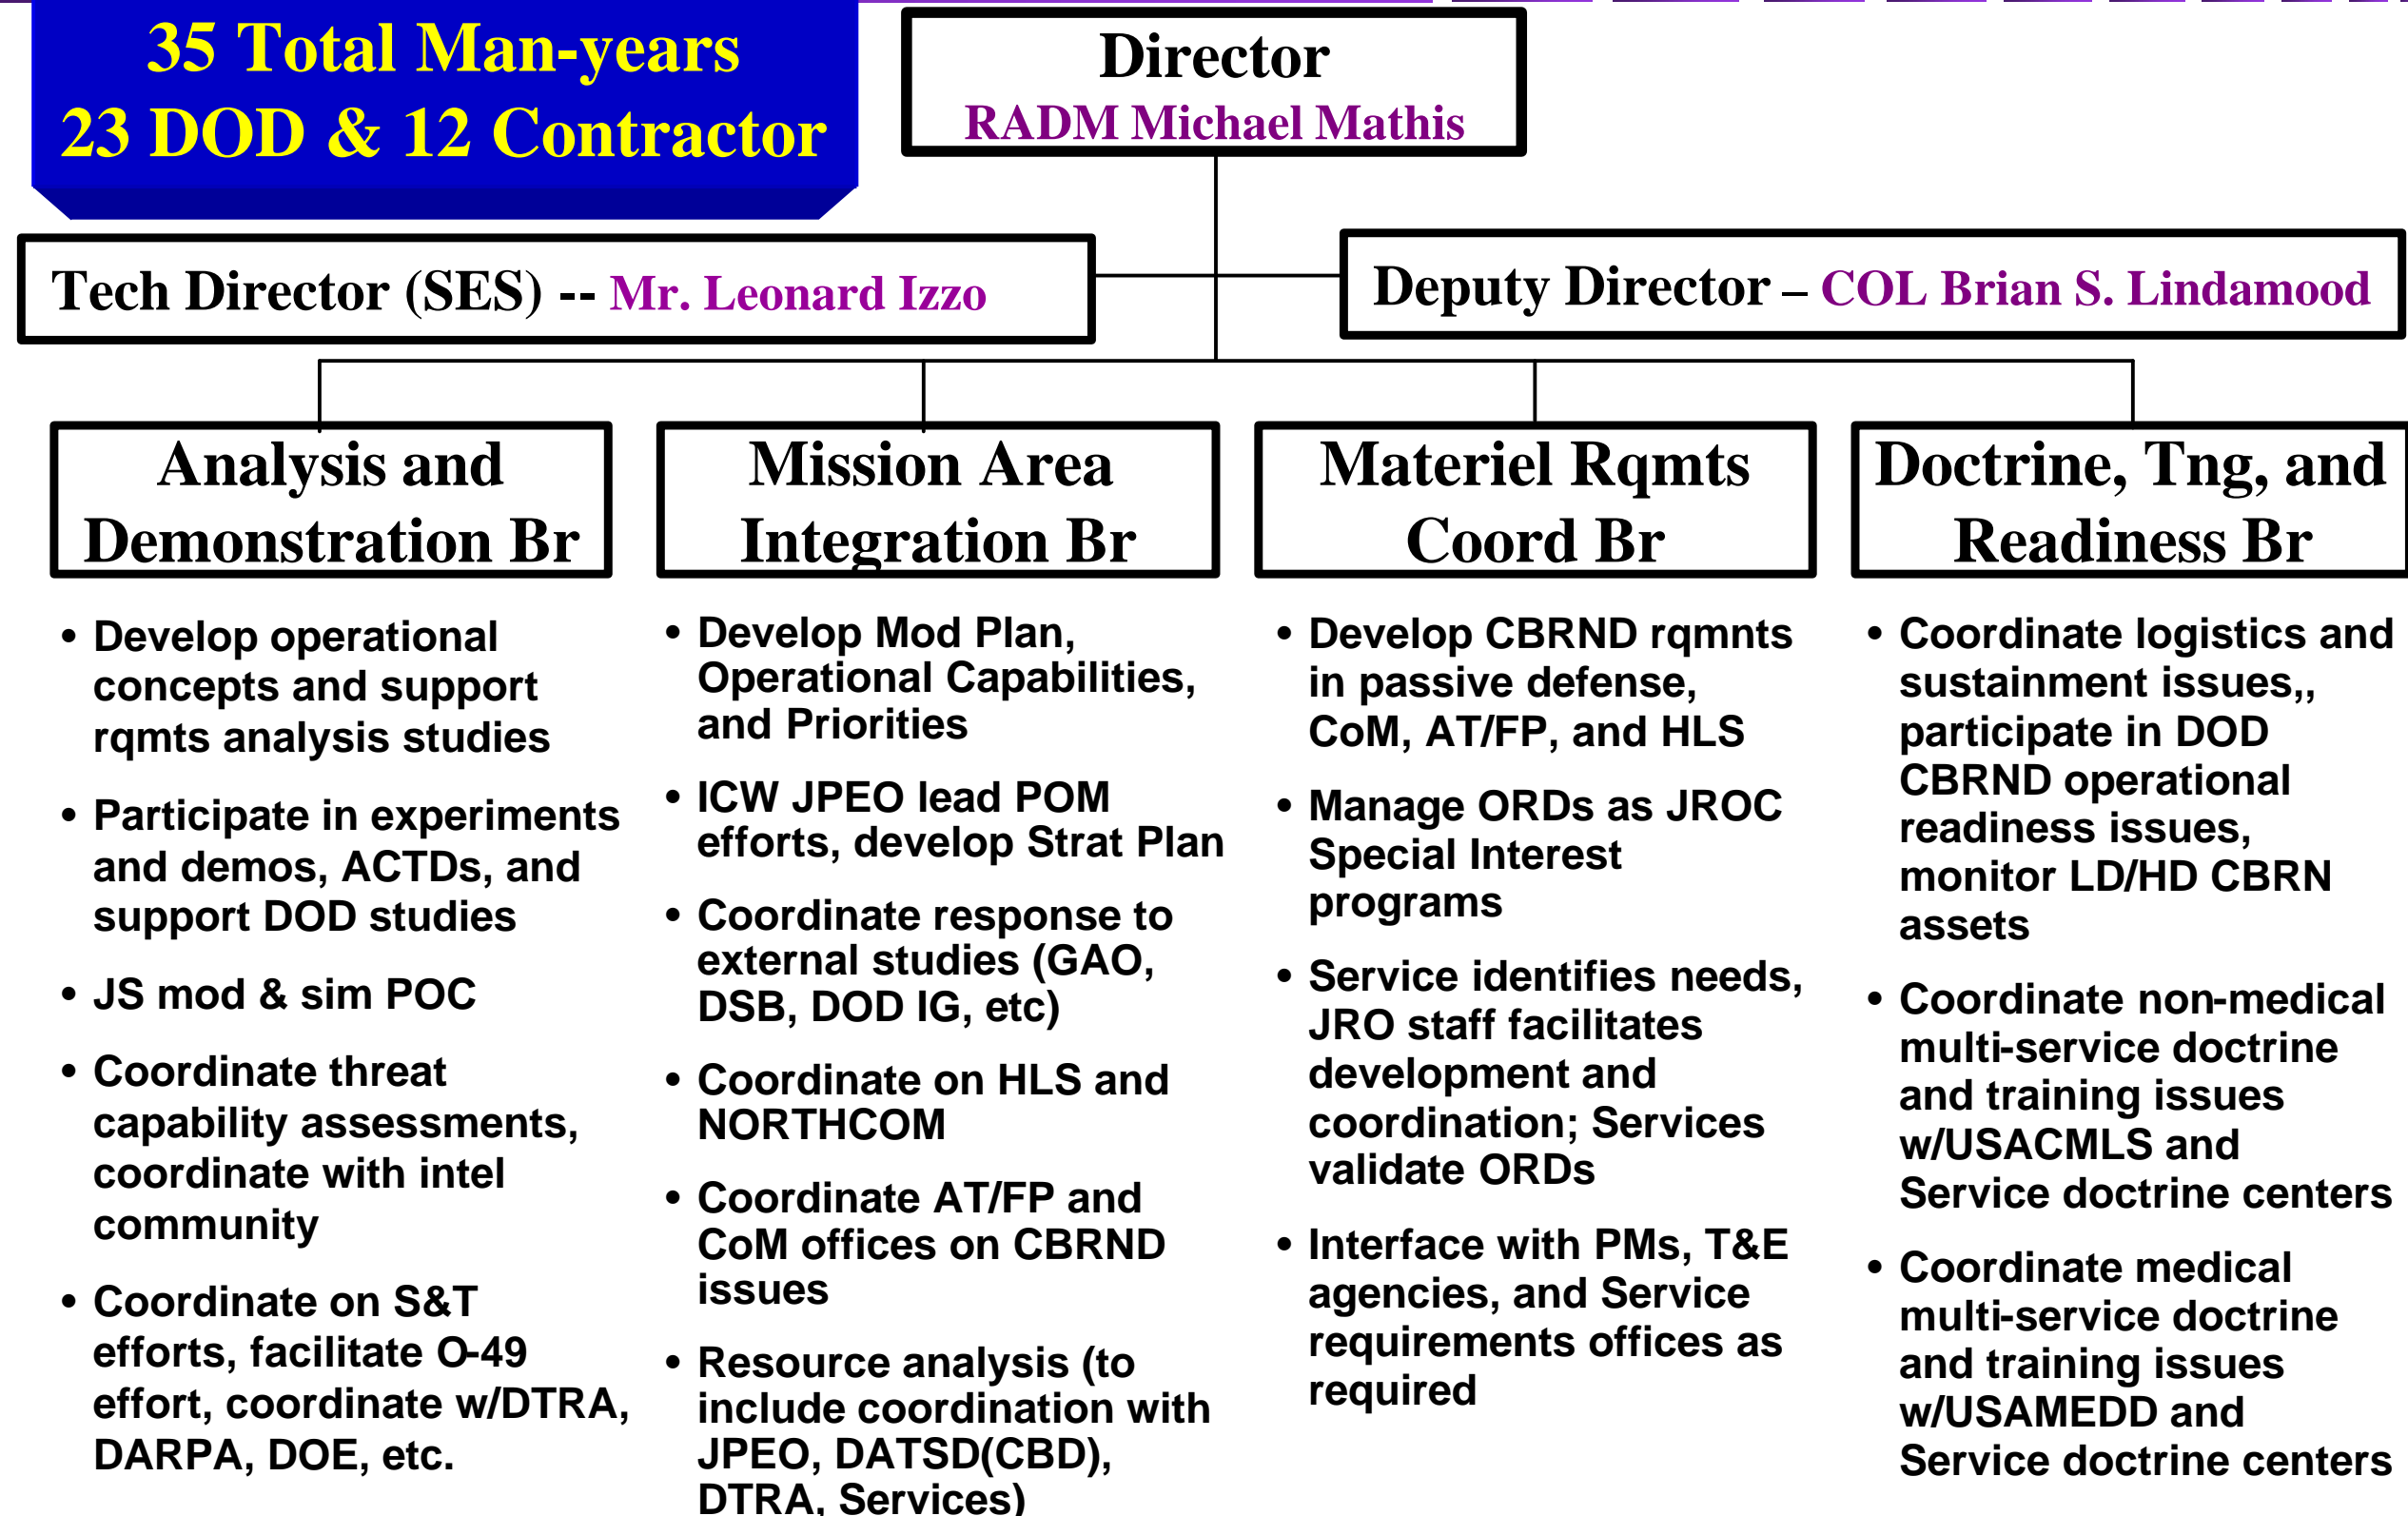 35 Total Man-years
23 DOD & 12 Contractor
Director
RADM Michael Mathis
Tech Director (SES) -- Mr. Leonard Izzo
Deputy Director – COL Brian S. Lindamood
Analysis and
Demonstration Br
• Develop operational
concepts and support
rqmts analysis studies
• Participate in experiments
and demos, ACTDs, and
support DOD studies
• JS mod & sim POC
• Coordinate threat
capability assessments,
coordinate with intel
community
• Coordinate on S&T
efforts, facilitate O-49
effort, coordinate w/DTRA,
DARPA, DOE, etc.
Mission Area
Integration Br
• Develop Mod Plan,
Operational Capabilities,
and Priorities
• ICW JPEO lead POM
efforts, develop Strat Plan
• Coordinate response to
external studies (GAO,
DSB, DOD IG, etc)
• Coordinate on HLS and
NORTHCOM
• Coordinate AT/FP and
CoM offices on CBRND
issues
• Resource analysis (to
include coordination with
JPEO, DATSD(CBD),
DTRA, Services)
Materiel Rqmts
Coord Br
• Develop CBRND rqmnts
in passive defense,
CoM, AT/FP, and HLS
• Manage ORDs as JROC
Special Interest
programs
• Service identifies needs,
JRO staff facilitates
development and
coordination; Services
validate ORDs
• Interface with PMs, T&E
agencies, and Service
requirements offices as
required
Doctrine, Tng, and
Readiness Br
• Coordinate logistics and
sustainment issues,,
participate in DOD
CBRND operational
readiness issues,
monitor LD/HD CBRN
assets
• Coordinate non-medical
multi-service doctrine
and training issues
w/USACMLS and
Service doctrine centers
• Coordinate medical
multi-service doctrine
and training issues
w/USAMEDD and
Service doctrine centers